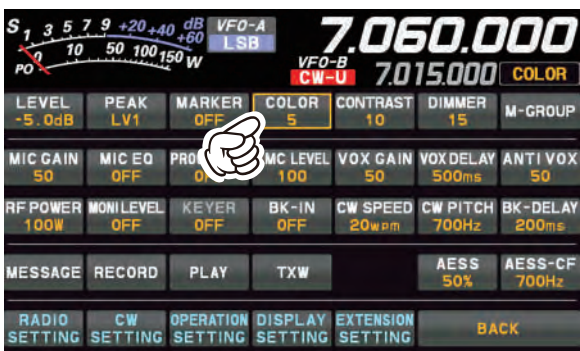 S 1 3 5 7 9 +20 +40 +60 dB
VFO-A
LSB
7.060.000
PO 0 10 50 100 150 W
VFO-B
CW-U
7.015.000
COLOR
LEVEL PEAK MARKER COLOR CONTRAST DIMMER M-GROUP
-5.0dB LV1 OFF 5 10 15
MIC GAIN MIC EQ MC LEVEL VOX GAIN VOX DELAY ANTI VOX
50 OFF 100 50 500ms 50
RF POWER MONI LEVEL KEYER BK-IN CW SPEED CW PITCH BK-DELAY
100W OFF OFF OFF 20wpm 700Hz 200ms
MESSAGE RECORD PLAY TXW AESS AESS-CF
50% 700Hz
RADIO CW OPERATION DISPLAY EXTENSION BACK
SETTING SETTING SETTING SETTING SETTING